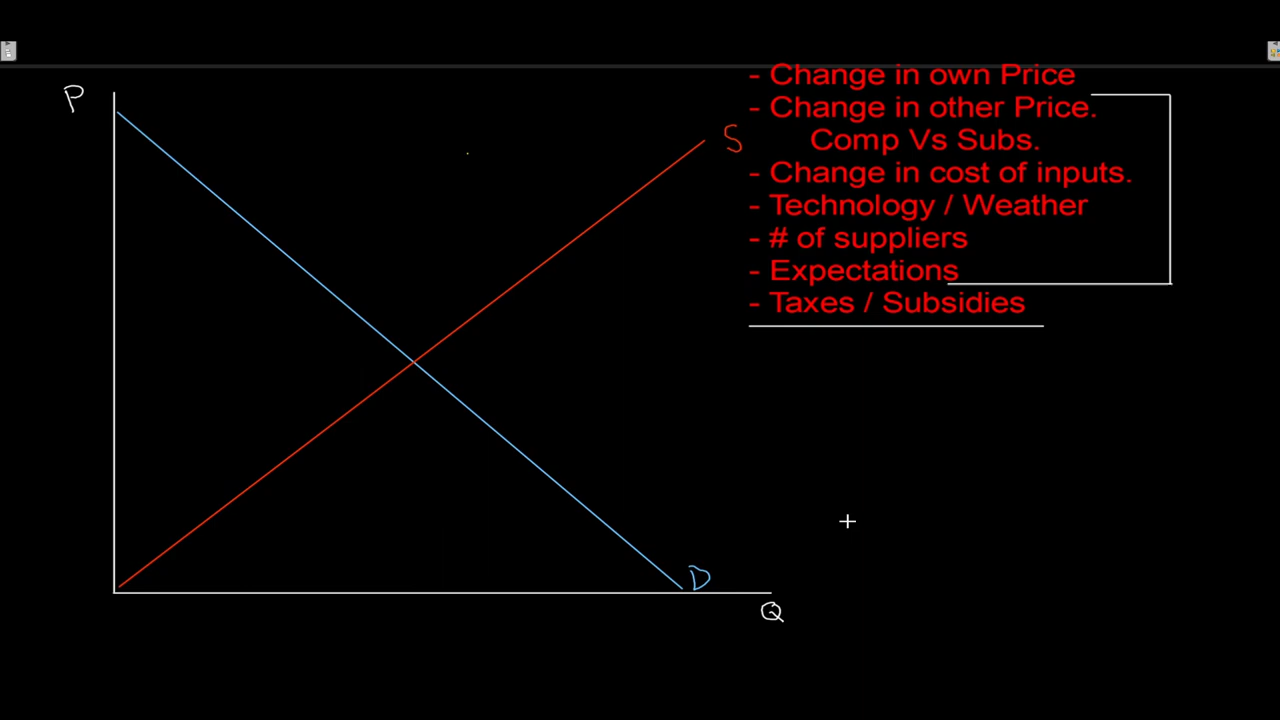 P
S
D
Q
- Change in own Price
- Change in other Price.
Comp Vs Subs.
- Change in cost of inputs.
- Technology / Weather
- # of suppliers
- Expectations
- Taxes / Subsidies